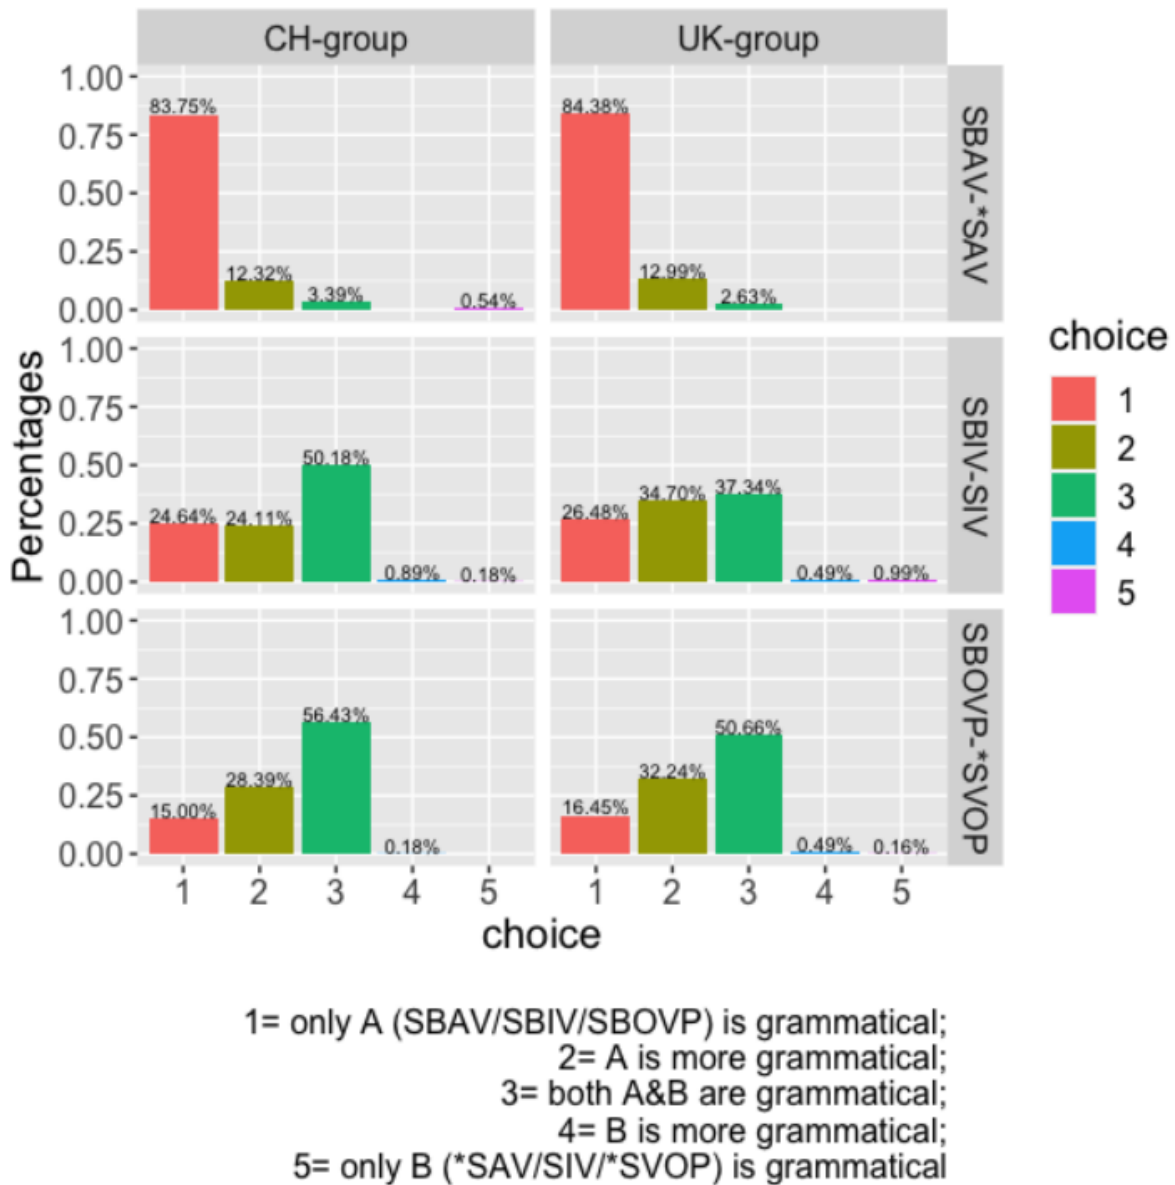 CH-group UK-group
1.00
83.75% 84.38%
0.75
0.50
0.25
12.32% 12.99%
3.39% 0.54% 2.63%
0.00
SBAV-*SAV
Percentages
1.00
0.75
0.50
50.18% 34.70% 37.34%
0.25
24.64% 24.11% 26.48%
0.89% 0.18% 0.49% 0.99%
0.00
SBIV-SIV
1.00
0.75
56.43% 50.66%
0.50
28.39% 32.24%
0.25
15.00% 16.45%
0.18% 0.49% 0.16%
0.00
SBOVP-*SVOP
1 2 3 4 5 1 2 3 4 5
choice
choice
1
2
3
4
5
1= only A (SBAV/SBIV/SBOVP) is grammatical;
2= A is more grammatical;
3= both A&B are grammatical;
4= B is more grammatical;
5= only B (*SAV/SIV/*SVOP) is grammatical